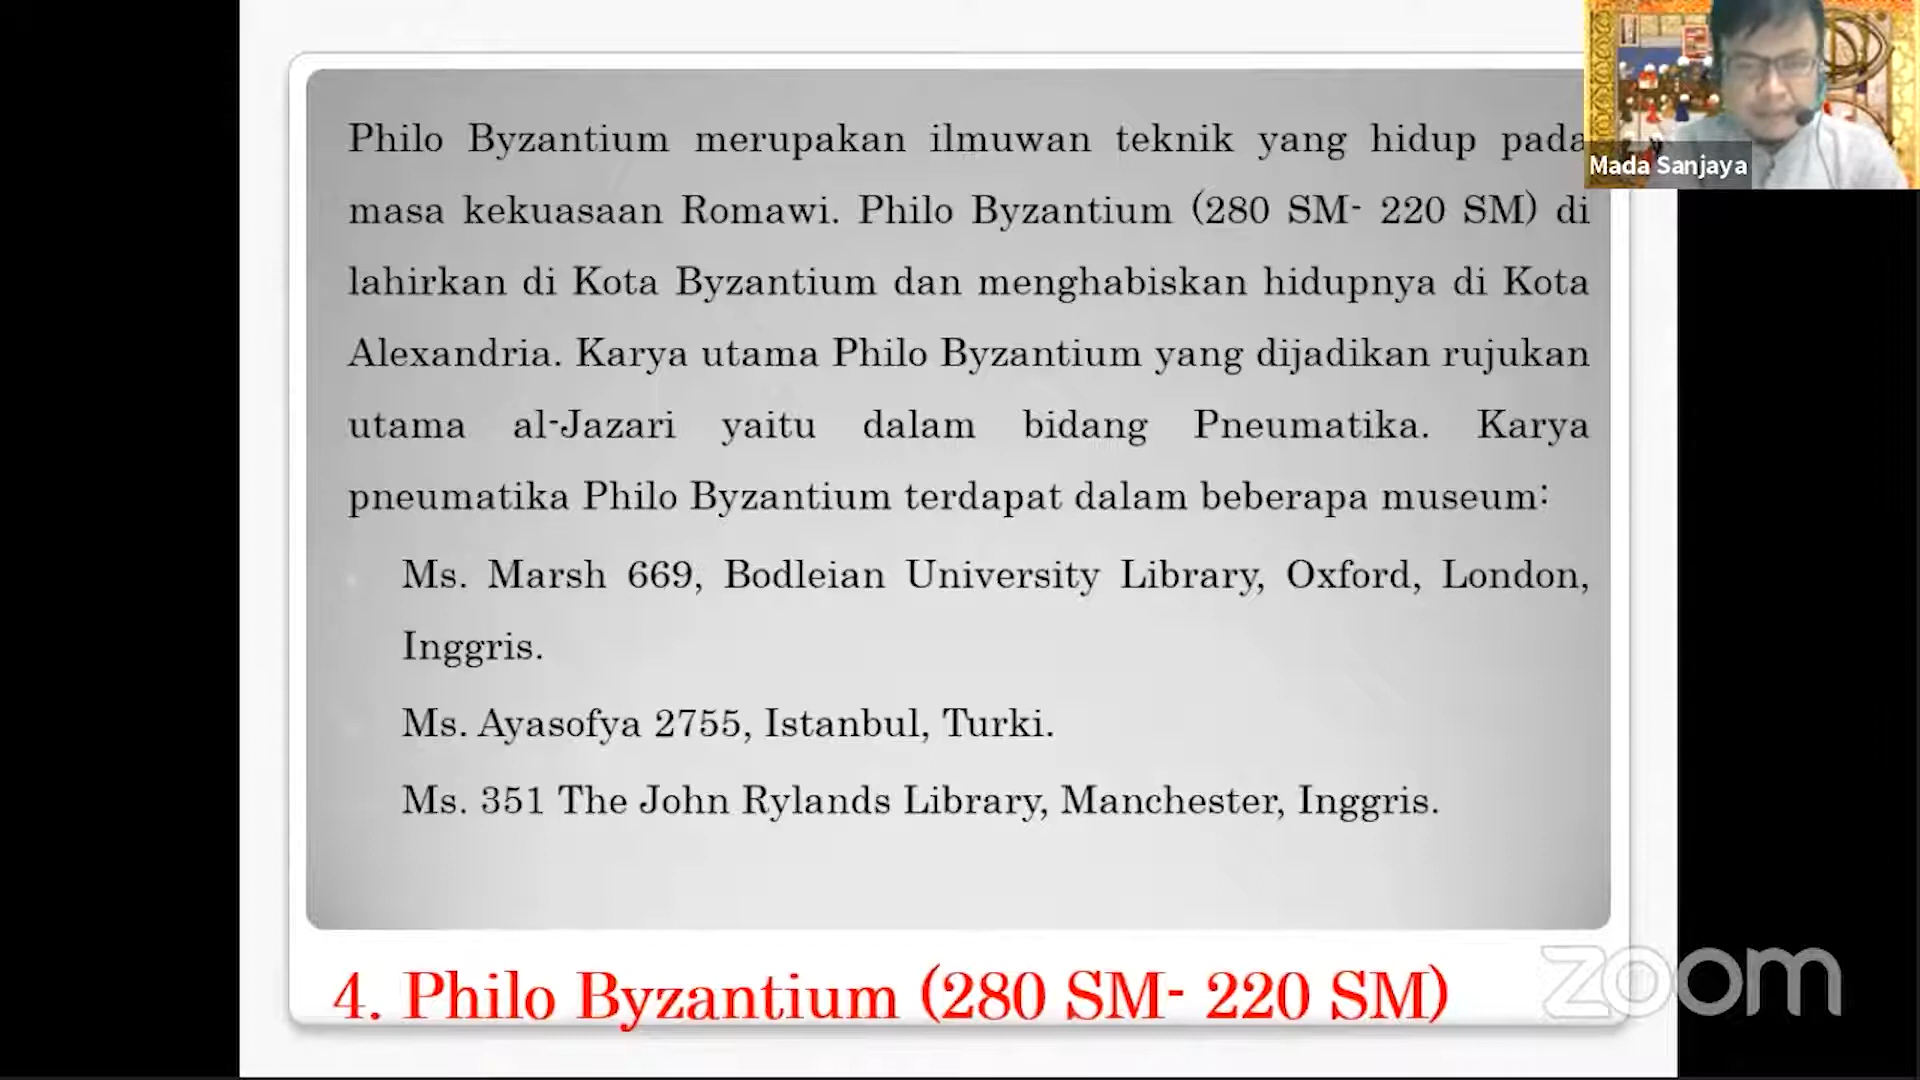 Philo Byzantium merupakan ilmuwan teknik yang hidup pada
masa kekuasaan Romawi. Philo Byzantium (280 SM- 220 SM) di
lahirkan di Kota Byzantium dan menghabiskan hidupnya di Kota
Alexandria. Karya utama Philo Byzantium yang dijadikan rujukan
utama al-Jazari yaitu dalam bidang Pneumatika. Karya
pneumatika Philo Byzantium terdapat dalam beberapa museum:
Ms. Marsh 669, Bodleian University Library, Oxford, London,
Inggris.
Ms. Ayasofya 2755, Istanbul, Turki.
Ms. 351 The John Rylands Library, Manchester, Inggris.
4. Philo Byzantium (280 SM- 220 SM)
Mada Sanjaya
zoom